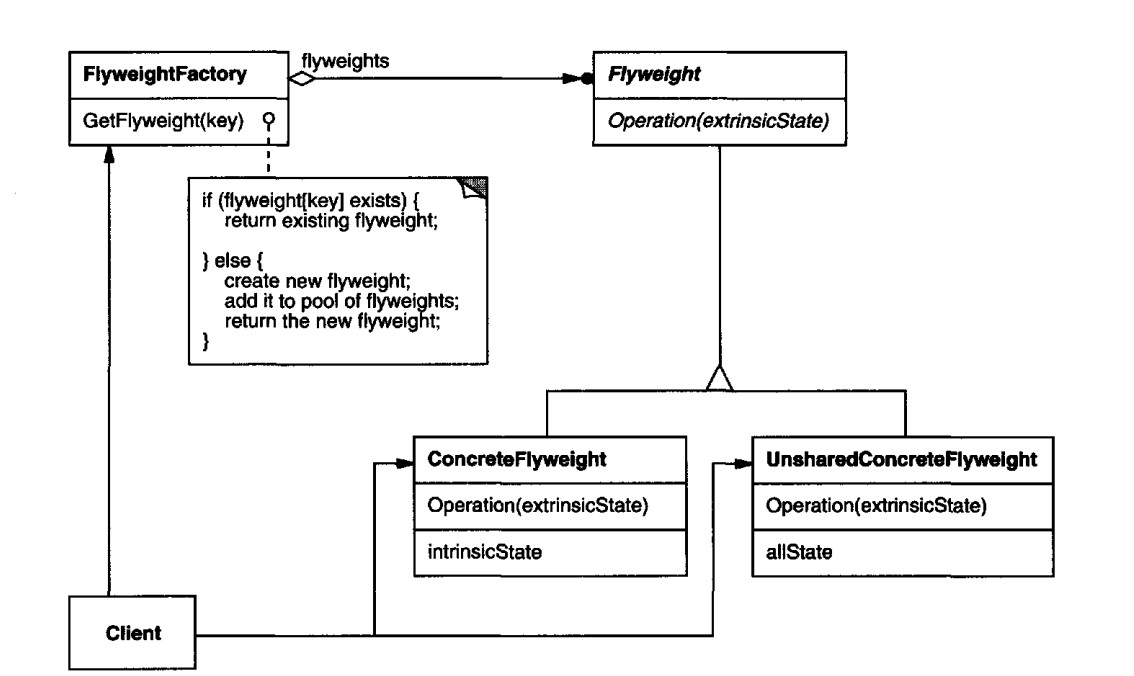 flyweights
FlyweightFactory
Flyweight
GetFlyweight(key)
Operation(extrinsicState)
if (flyweight[key] exists) {
return existing flyweight;
} else {
create new flyweight;
add it to pool of flyweights;
return the new flyweight;
}
ConcreteFlyweight
Operation(extrinsicState)
intrinsicState
UnsharedConcreteFlyweight
Operation(extrinsicState)
allState
Client